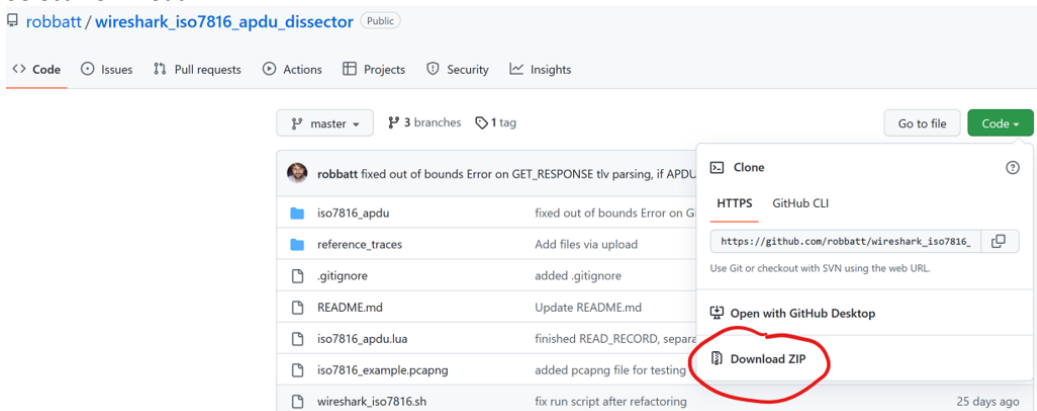 robbatt / wireshark_iso7816_apdu_dissector Public
Code Issues Pull requests Actions Projects Security Insights
master 3 branches 1 tag Go to file Code
robbatt fixed out of bounds Error on GET_RESPONSE tlv parsing, if APDU
Clone
iso7816_apdu fixed out of bounds Error on G
HTTPS GitHub CLI
reference_traces Add files via upload
https://github.com/robbatt/wireshark_iso7816_
.gitignore added .gitignore
Use Git or checkout with SVN using the web URL.
README.md Update README.md
Open with GitHub Desktop
iso7816_apdu.lua finished READ_RECORD, separa
Download ZIP
iso7816_example.pcapng added pcapng file for testing
wireshark_iso7816.sh fix run script after refactoring 25 days ago